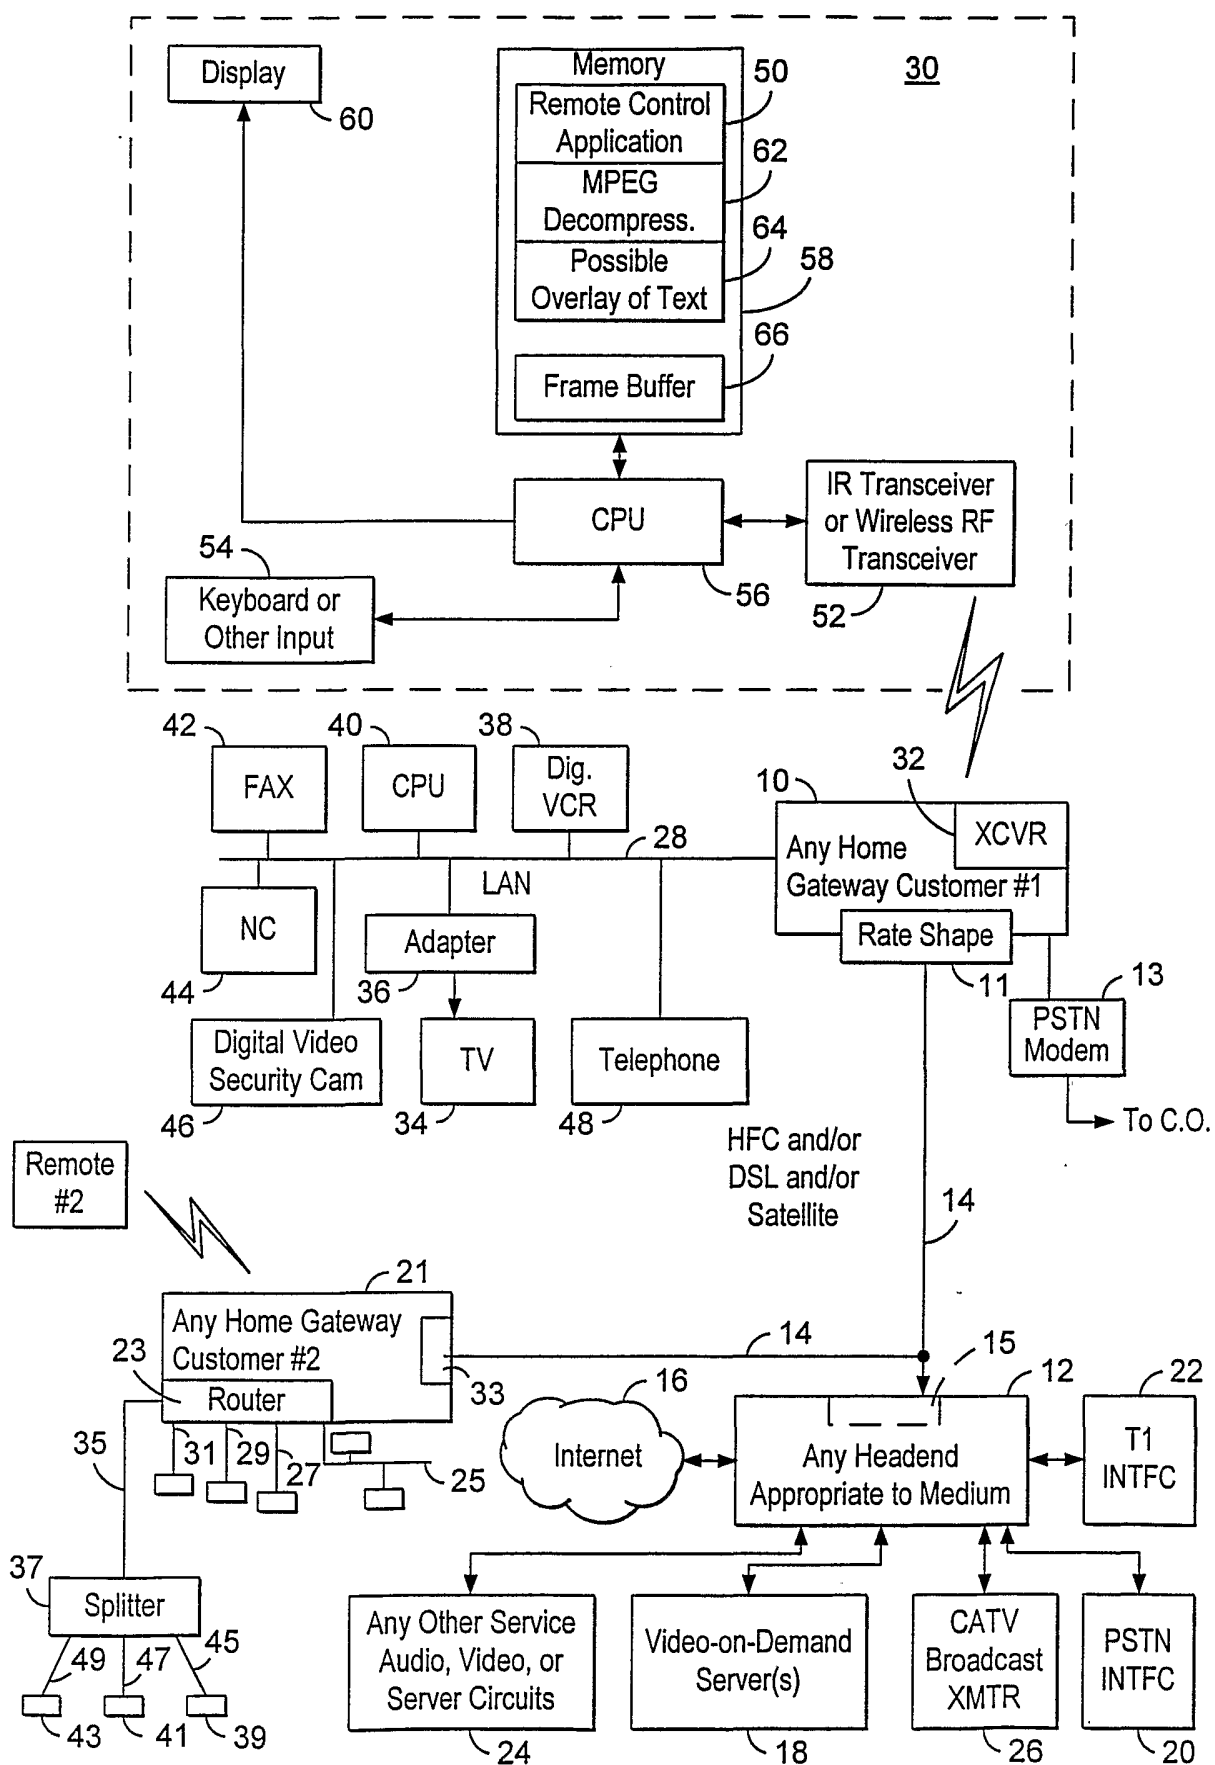 30
Display
60
Memory
50
Remote Control
Application
62
MPEG
Decompress.
64
Possible
Overlay of Text
58
66
Frame Buffer
CPU
56
IR Transceiver
or Wireless RF
Transceiver
52
54
Keyboard or
Other Input
42
FAX
40
CPU
38
Dig.
VCR
28
LAN
10
32
XCVR
Any Home
Gateway Customer #1
Rate Shape
11
13
PSTN
Modem
To C.O.
NC
44
Adapter
36
Digital Video
Security Cam
46
TV
34
Telephone
48
HFC and/or
DSL and/or
Satellite
14
Remote
#2
21
Any Home Gateway
Customer #2
33
23
Router
31
29
27
25
35
14
15
16
Internet
12
Any Headend
Appropriate to Medium
22
T1
INTFC
37
Splitter
49
47
45
43
41
39
Any Other Service
Audio, Video, or
Server Circuits
24
Video-on-Demand
Server(s)
18
CATV
Broadcast
XMTR
26
PSTN
INTFC
20